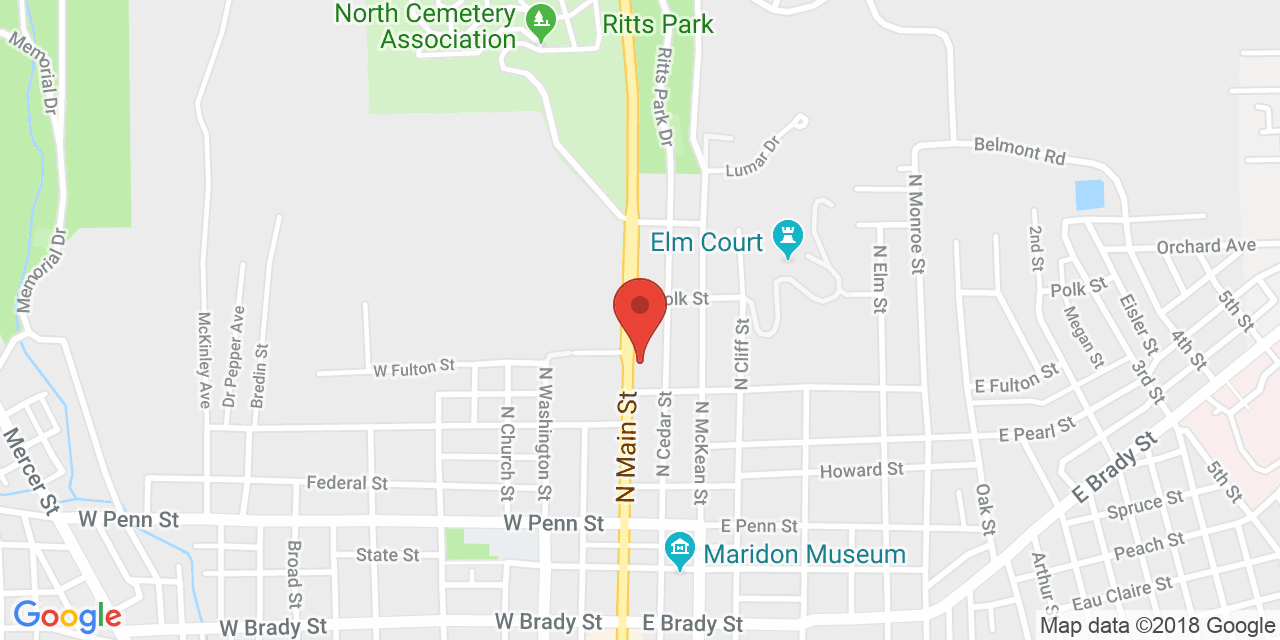 North Cemetery
Association
Ritts Park
Memorial Dr
Ritts Park Dr
Lumar Dr
Belmont Rd
N Monroe St
Elm Court
Memorial Dr
2nd St
Orchard Ave
N Elm St
olk St
Polk St
5th St
Eisler St
4th St
Megan St
McKinley Ave
Dr Pepper Ave
Bredin St
N Cliff St
W Fulton St
E Fulton St
3rd St
N Washington St
N Main St
N Cedar St
N McKean St
N Church St
E Pearl St
E Brady St
Mercer St
Federal St
Howard St
5th St
Oak St
Spruce St
W Penn St
W Penn St
E Penn St
Peach St
Broad St
State St
Maridon Museum
Arthur S
Eau Claire St
W Brady St
W Brady St
E Brady St
Google
Map data ©2018 Google